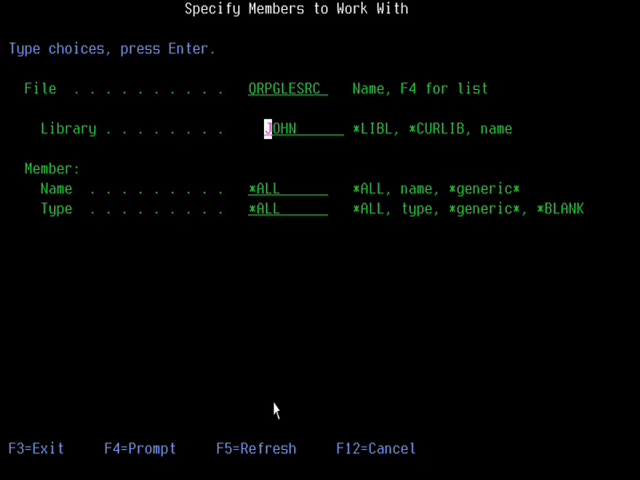 Specify Members to Work With
Type choices, press Enter.
File . . . . . . . . . . QRPGLESRC Name, F4 for list
Library . . . . . . . . JOHN *LIBL, *CURLIB, name
Member:
Name . . . . . . . . . *ALL *ALL, name, *generic*
Type . . . . . . . . . *ALL *ALL, type, *generic*, *BLANK
F3=Exit F4=Prompt F5=Refresh F12=Cancel